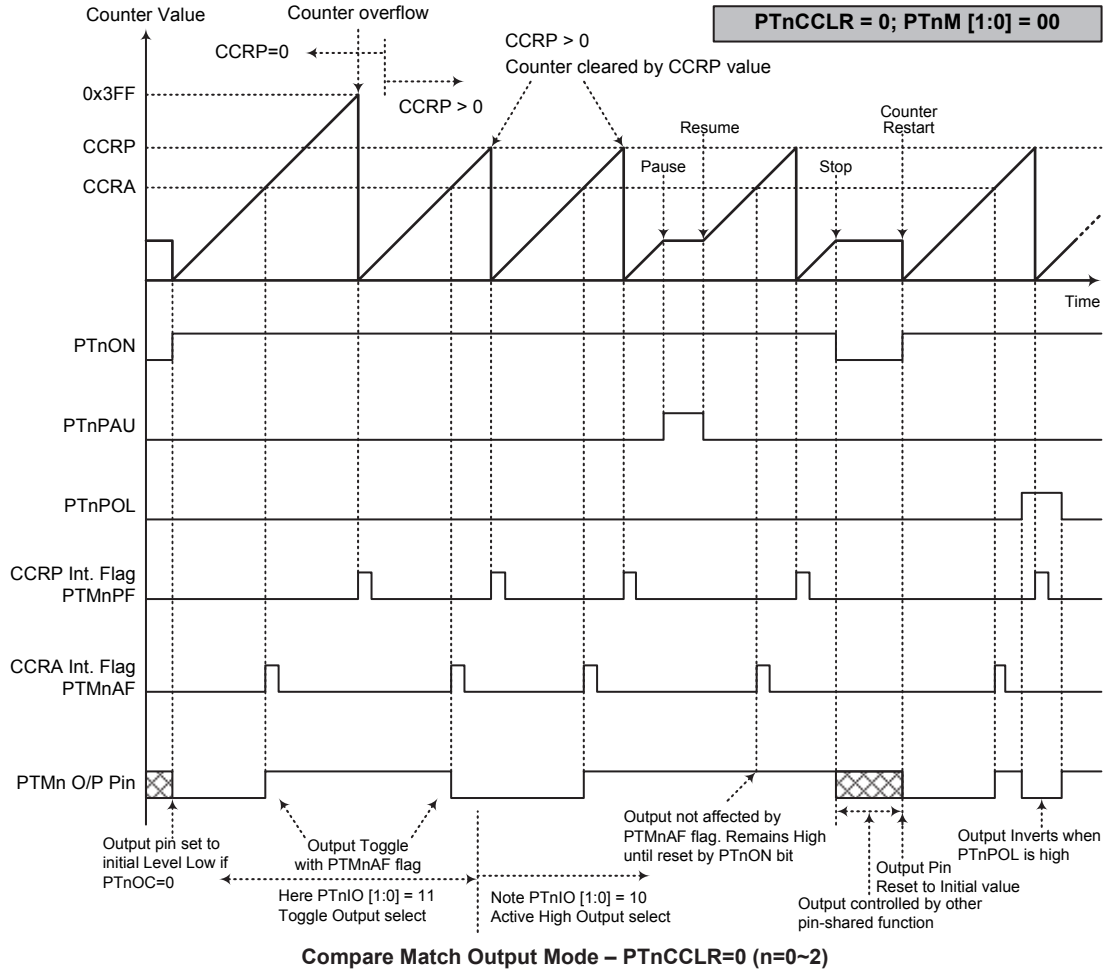 Counter Value
Counter overflow
PTnCCLR = 0; PTnM [1:0] = 00
CCRP=0
CCRP > 0
CCRP > 0
Counter cleared by CCRP value
0x3FF
CCRP
CCRA
Pause
Resume
Stop
Counter
Restart
Time
PTnON
PTnPAU
PTnPOL
CCRP Int. Flag
PTMnPF
CCRA Int. Flag
PTMnAF
PTMn O/P Pin
Output pin set to
initial Level Low if
PTnOC=0
Output Toggle
with PTMnAF flag
Here PTnIO [1:0] = 11
Toggle Output select
Note PTnIO [1:0] = 10
Active High Output select
Output not affected by
PTMnAF flag. Remains High
until reset by PTnON bit
Output controlled by other
pin-shared function
Output Pin
Reset to Initial value
Output Inverts when
PTnPOL is high
Compare Match Output Mode – PTnCCLR=0 (n=0~2)